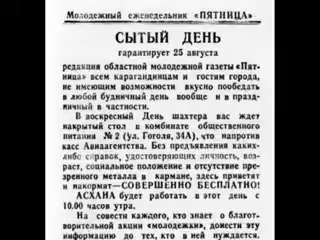 Молодежный еженедельник «ПЯТНИЦА»
СЫТЫЙ ДЕНЬ
гарантирует 25 августа
редакция областной молодежной газеты «Пят-
ница» всем карагандинцам и гостям города,
не имеющим возможности вкусно пообедать
в любой будничный день вообще и в празд-
ничный в частности.
В воскресный День шахтера вас ждет
накрытый стол в комбинате общественного
питания № 2 (ул. Гоголя, 34А), что напротив
касс Авиаагентства. Без предъявления каких-
либо справок, удостоверяющих личность, воз-
раст, социальное положение и отсутствие пре-
зренного металла в кармане, здесь приветят
и накормят—СОВЕРШЕННО БЕСПЛАТНО!
АСХАНА будет работать в этот день с
10.00 часов утра.
На совести каждого, кто знает о благот-
ворительной акции «молодежки», донести эту
информацию до тех, кто в ней нуждается.